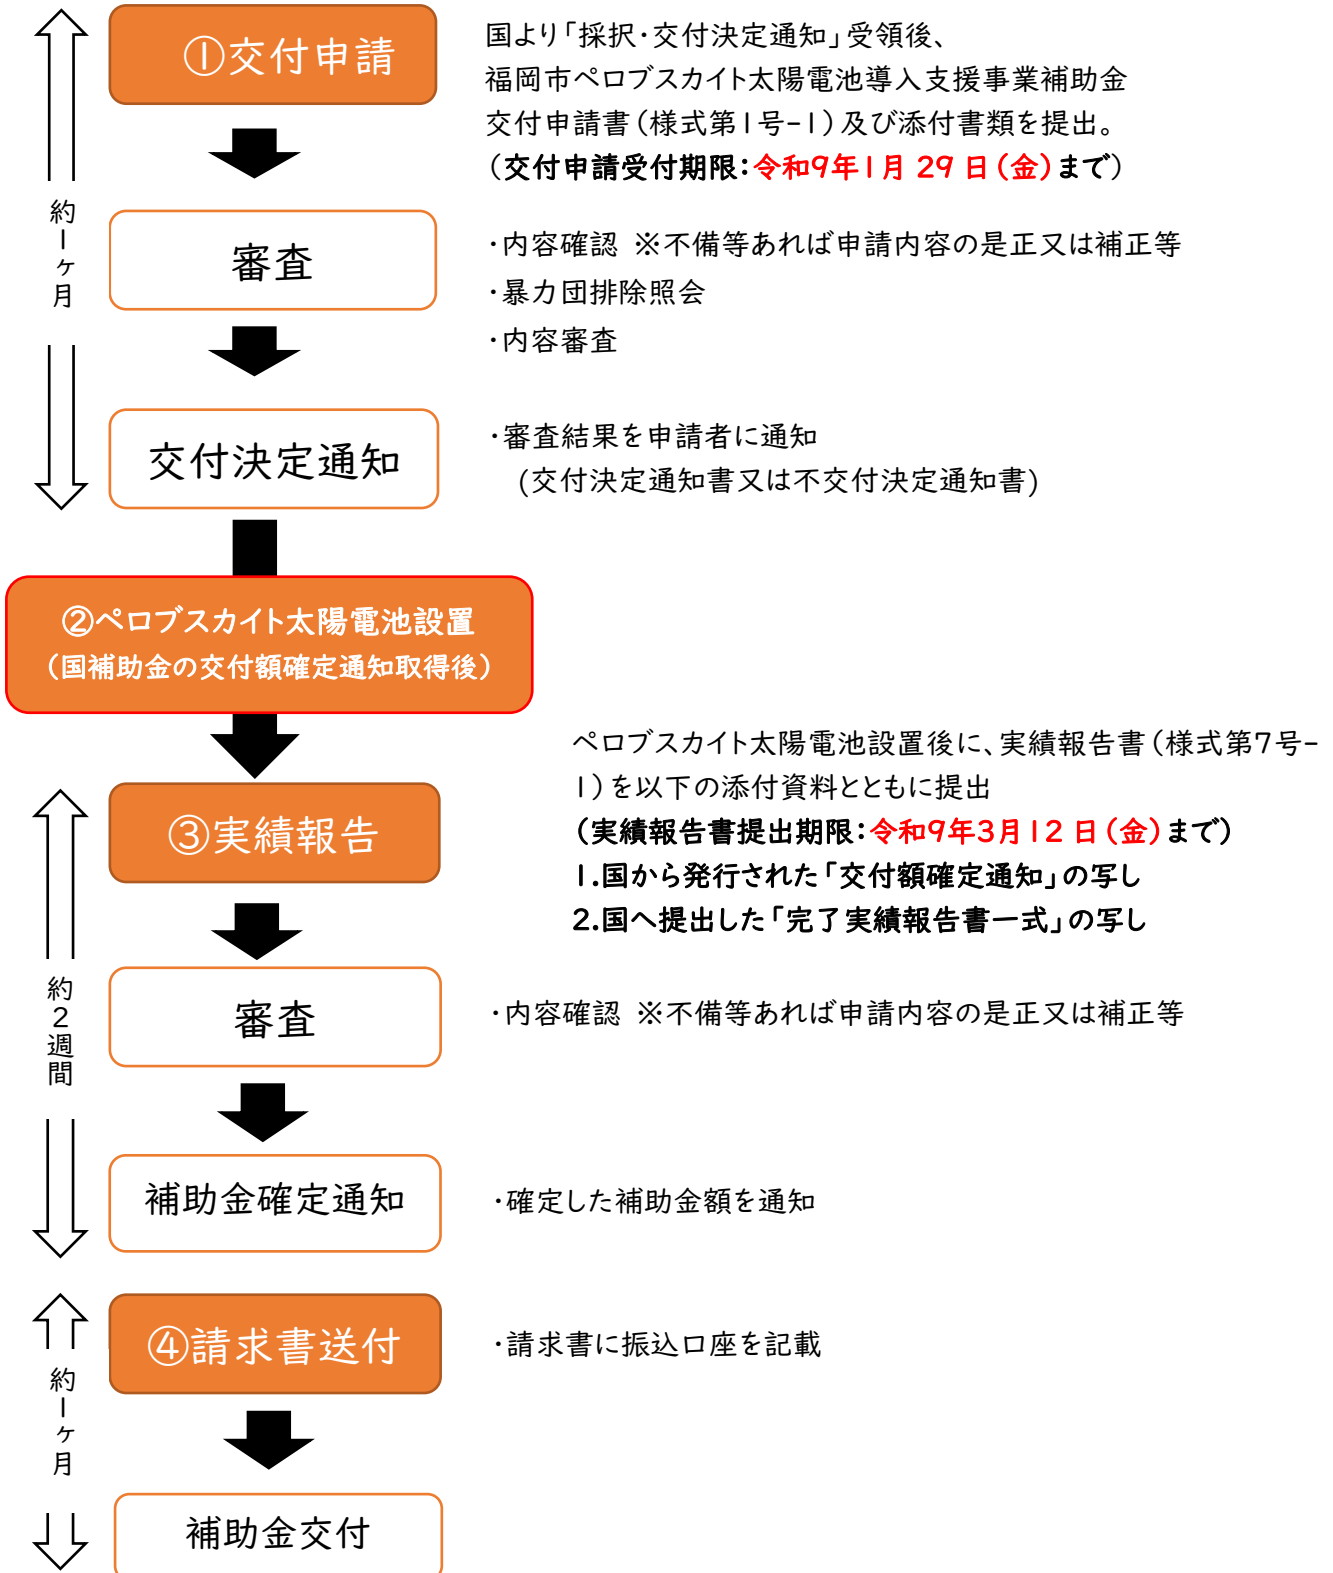 ①交付申請
国より「採択・交付決定通知」受領後、
福岡市ペロブスカイト太陽電池導入支援事業補助金
交付申請書（様式第1号-1）及び添付書類を提出。
（交付申請受付期限：令和9年1月 29 日（金）まで）
約1ヶ月
審査
・内容確認 ※不備等あれば申請内容の是正又は補正等
・暴力団排除照会
・内容審査
交付決定通知
・審査結果を申請者に通知
(交付決定通知書又は不交付決定通知書)
②ペロブスカイト太陽電池設置
（国補助金の交付額確定通知取得後）
③実績報告
ペロブスカイト太陽電池設置後に、実績報告書（様式第7号-
1）を以下の添付資料とともに提出
（実績報告書提出期限：令和9年3月12 日（金）まで）
1.国から発行された「交付額確定通知」の写し
2.国へ提出した「完了実績報告書一式」の写し
約2週間
審査
・内容確認 ※不備等あれば申請内容の是正又は補正等
補助金確定通知
・確定した補助金額を通知
④請求書送付
・請求書に振込口座を記載
約1ヶ月
補助金交付